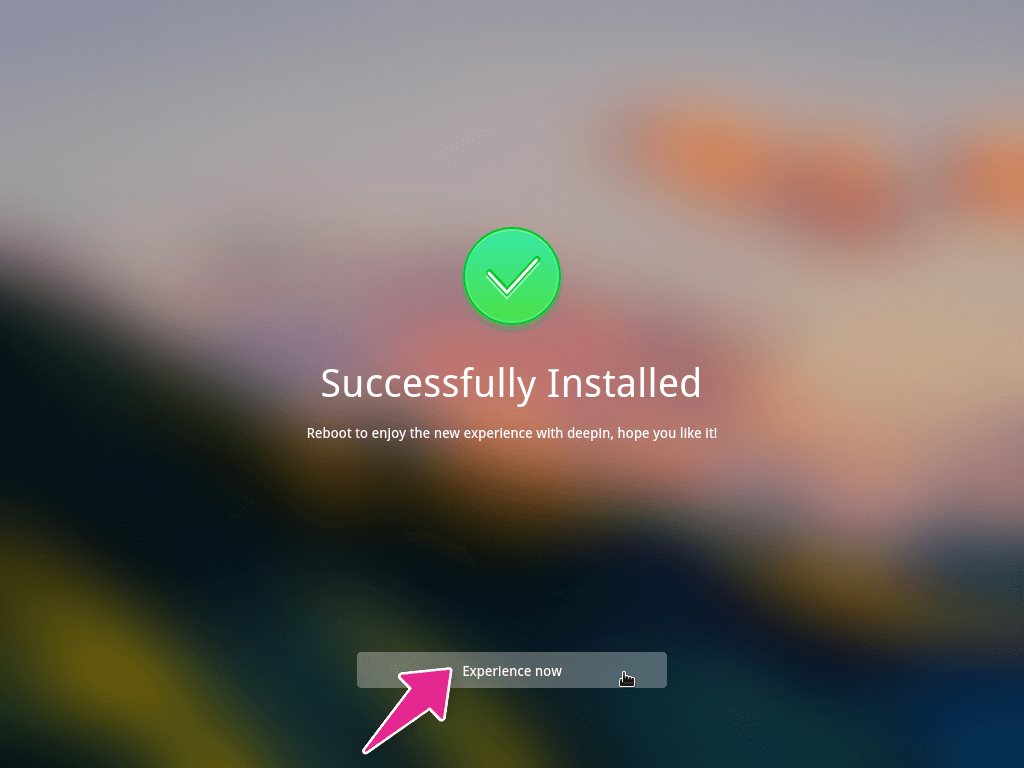 Successfully Installed
Reboot to enjoy the new experience with deepin, hope you like it!
Experience now